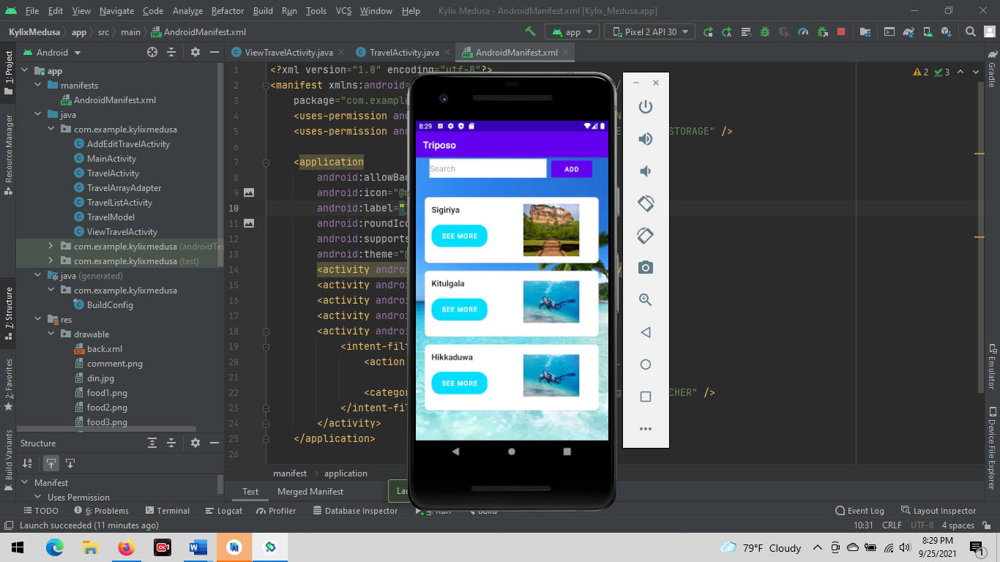 File Edit View Navigate Code Analyze Refactor Build Run Tools VCS Window Help Kylix Medusa - AndroidManifest.xml [Kylix_Medusa.app]
KylixMedusa app src main AndroidManifest.xml app Pixel 2 API 30
Android ViewTravelActivity.java TravelActivity.java AndroidManifest.xml
1: Project
Resource Manager
7: Structure
2: Favorites
Build Variants
app
manifests
AndroidManifest.xml
java
com.example.kylixmedusa
AddEditTravelActivity
MainActivity
TravelActivity
TravelArrayAdapter
TravelListActivity
TravelModel
ViewTravelActivity
com.example.kylixmedusa (androidTes
com.example.kylixmedusa (test)
java (generated)
com.example.kylixmedusa
BuildConfig
res
drawable
back.xml
comment.png
din.jpg
food1.png
food2.png
food3.png
Structure
Manifest
Uses Permission
2 3
1 <?xml version="1.0" encoding="utf-8"?>
2 <manifest xmlns:android=
3 package="com.example
4 <uses-permission an
5 <uses-permission an E STORAGE" />
6
7 <application
8 android:allowBac
9 android:icon="@m
10 android:label="
11 android:roundIco
12 android:supports
13 android:theme="@
14 <activity androi
15 <activity androi
16 <activity androi
17 <activity androi
18 <activity androi
19 <intent-filt
20 <action
21
22 <categor CHER" />
23 </intent-fil
24 </activity>
25 </application>
26
8:29
Triposo
Search ADD
Sigiriya
SEE MORE
Kitulgala
SEE MORE
Hikkaduwa
SEE MORE
Gradle
Emulator
Device File Explorer
manifest application
Text Merged Manifest Lau
TODO 6: Problems Terminal Logcat Profiler Database Inspector 4: Run Build Event Log Layout Inspector
Launch succeeded (11 minutes ago) 10:31 CRLF UTF-8 4 spaces
79°F Cloudy 8:29 PM
9/25/2021 1